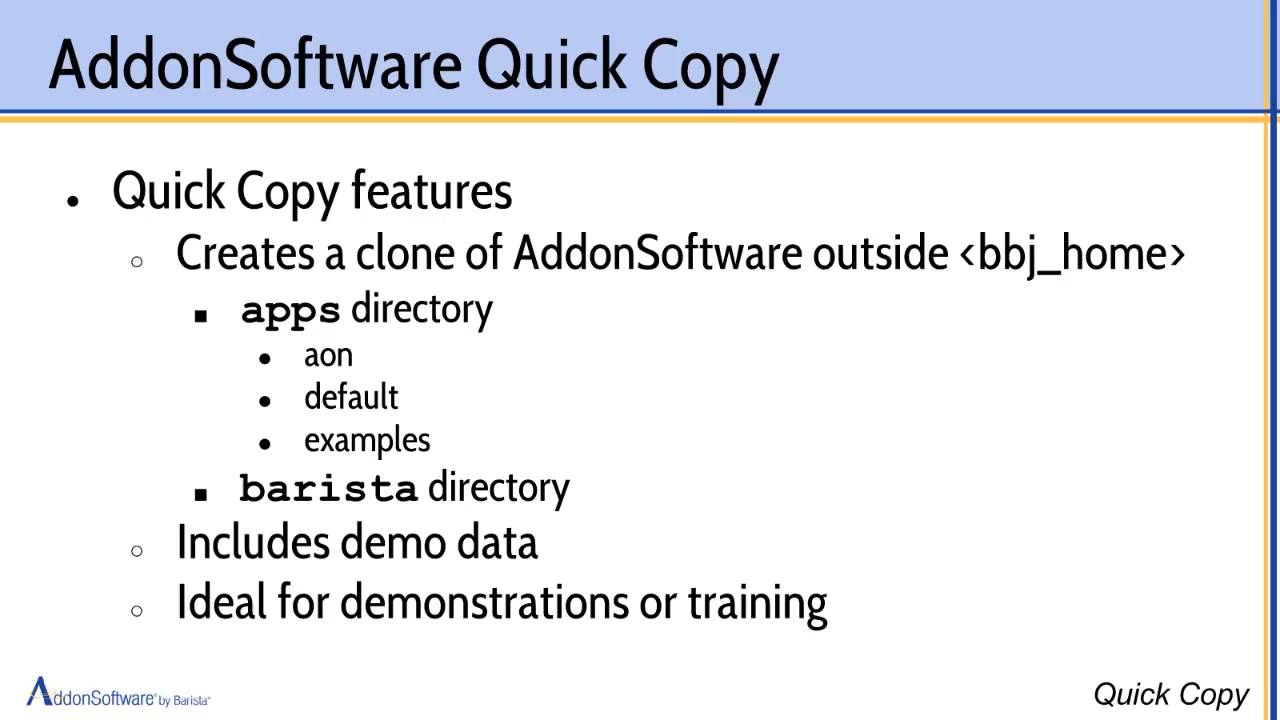 AddonSoftware Quick Copy
● Quick Copy features
○ Creates a clone of AddonSoftware outside <bbj_home>
■ apps directory
● aon
● default
● examples
■ barista directory
○ Includes demo data
○ Ideal for demonstrations or training
AddonSoftware® by Barista™
Quick Copy